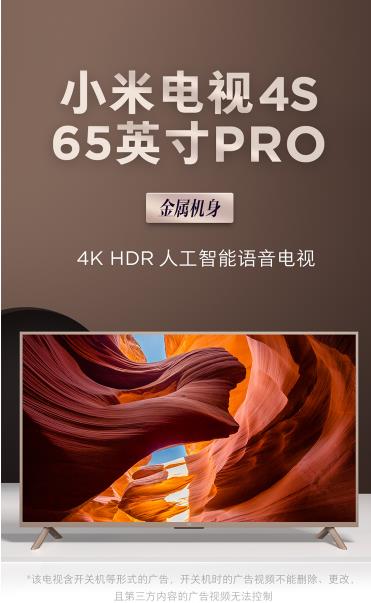 小米电视4S
65英寸PRO
金属机身
4K HDR 人工智能语音电视
*该电视含开关机等形式的广告，开关机时的广告视频不能删除、更改，
且第三方内容的广告视频无法控制